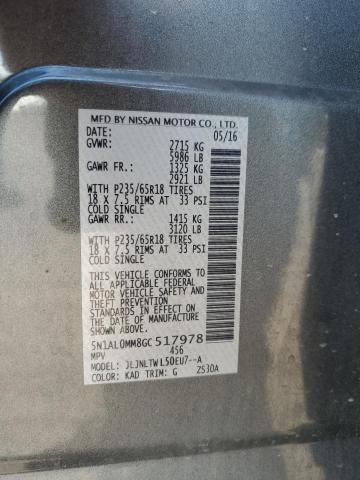 MFD BY NISSAN MOTOR CO., LTD.
DATE: 05/16
GVWR: 2715 KG
5986 LB
GAWR FR.: 1325 KG
2921 LB
WITH P235/65R18 TIRES
18 X 7.5 RIMS AT 33 PSI
COLD SINGLE
GAWR RR.: 1415 KG
3120 LB
WITH P235/65R18 TIRES
18 X 7.5 RIMS AT 33 PSI
COLD SINGLE
THIS VEHICLE CONFORMS TO
ALL APPLICABLE FEDERAL
MOTOR VEHICLE SAFETY AND
THEFT PREVENTION
STANDARDS IN EFFECT ON
THE DATE OF MANUFACTURE
SHOWN ABOVE.
5N1AL0MM8GC517978
MPV 456
MODEL: JLJNLTWL50EU7--A
COLOR: KAD TRIM: G ZS30A